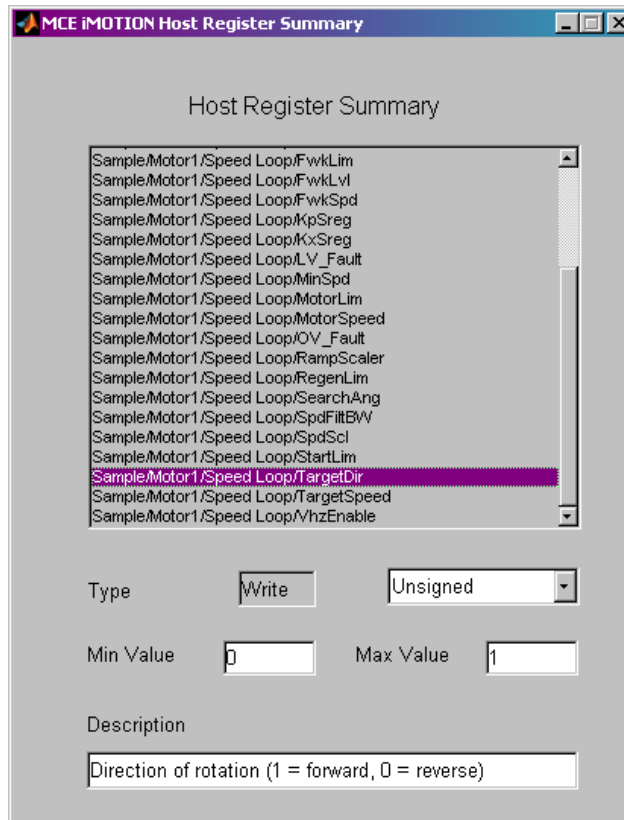 MCE iMOTION Host Register Summary
Host Register Summary
Sample/Motor1/Speed Loop/FwkLim
Sample/Motor1/Speed Loop/FwkLvl
Sample/Motor1/Speed Loop/FwkSpd
Sample/Motor1/Speed Loop/KpSreg
Sample/Motor1/Speed Loop/KxSreg
Sample/Motor1/Speed Loop/LV_Fault
Sample/Motor1/Speed Loop/MinSpd
Sample/Motor1/Speed Loop/MotorLim
Sample/Motor1/Speed Loop/MotorSpeed
Sample/Motor1/Speed Loop/OV_Fault
Sample/Motor1/Speed Loop/RampScaler
Sample/Motor1/Speed Loop/RegenLim
Sample/Motor1/Speed Loop/SearchAng
Sample/Motor1/Speed Loop/SpdFiltBW
Sample/Motor1/Speed Loop/SpdScl
Sample/Motor1/Speed Loop/StartLim
Sample/Motor1/Speed Loop/TargetDir
Sample/Motor1/Speed Loop/TargetSpeed
Sample/Motor1/Speed Loop/VhzEnable
Type Write Unsigned
Min Value 0 Max Value 1
Description
Direction of rotation (1 = forward, 0 = reverse)